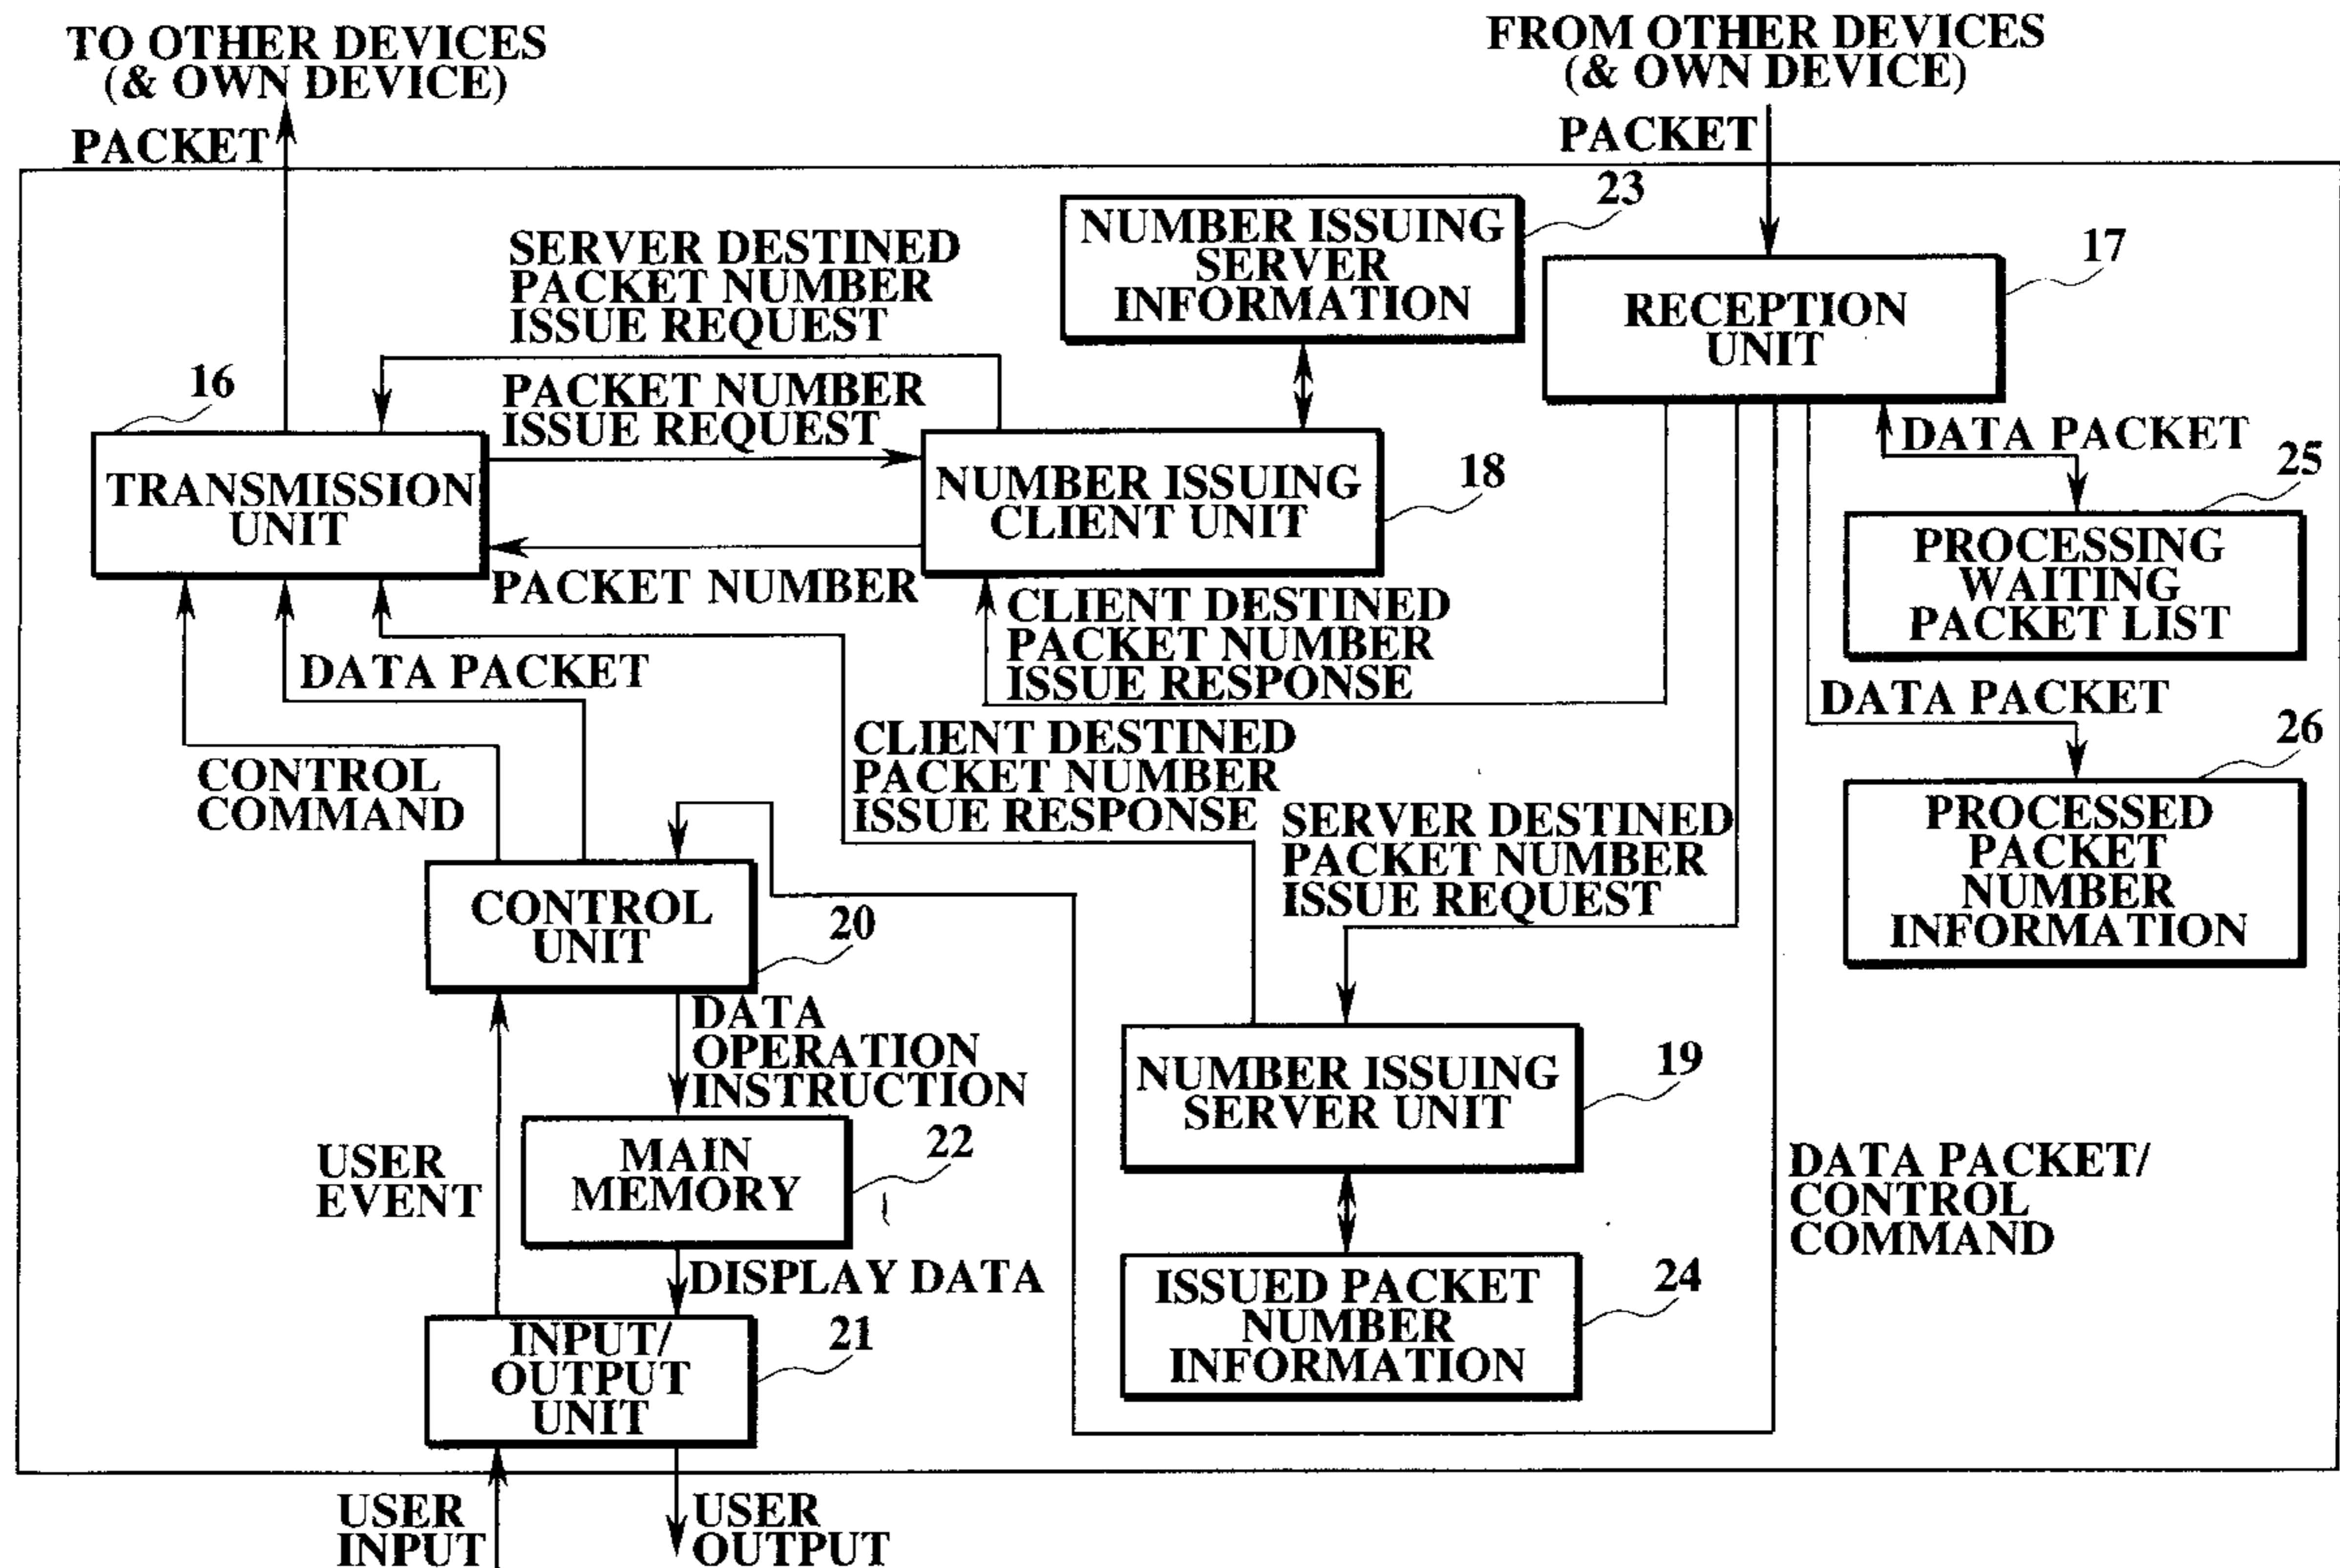 TO OTHER DEVICES
(& OWN DEVICE)
PACKET
FROM OTHER DEVICES
(& OWN DEVICE)
PACKET
23
NUMBER ISSUING
SERVER
INFORMATION
17
RECEPTION
UNIT
SERVER DESTINED
PACKET NUMBER
ISSUE REQUEST
16
PACKET NUMBER
ISSUE REQUEST
TRANSMISSION
UNIT
18
NUMBER ISSUING
CLIENT UNIT
PACKET NUMBER
DATA PACKET
25
PROCESSING
WAITING
PACKET LIST
CLIENT DESTINED
PACKET NUMBER
ISSUE RESPONSE
DATA PACKET
DATA PACKET
26
PROCESSED
PACKET
NUMBER
INFORMATION
CONTROL
COMMAND
CLIENT DESTINED
PACKET NUMBER
ISSUE RESPONSE
SERVER DESTINED
PACKET NUMBER
ISSUE REQUEST
CONTROL
UNIT
20
DATA
OPERATION
INSTRUCTION
19
NUMBER ISSUING
SERVER UNIT
USER
EVENT
MAIN
MEMORY
22
DATA PACKET/
CONTROL
COMMAND
DISPLAY DATA
24
ISSUED PACKET
NUMBER
INFORMATION
INPUT/
OUTPUT
UNIT
21
USER
INPUT
USER
OUTPUT